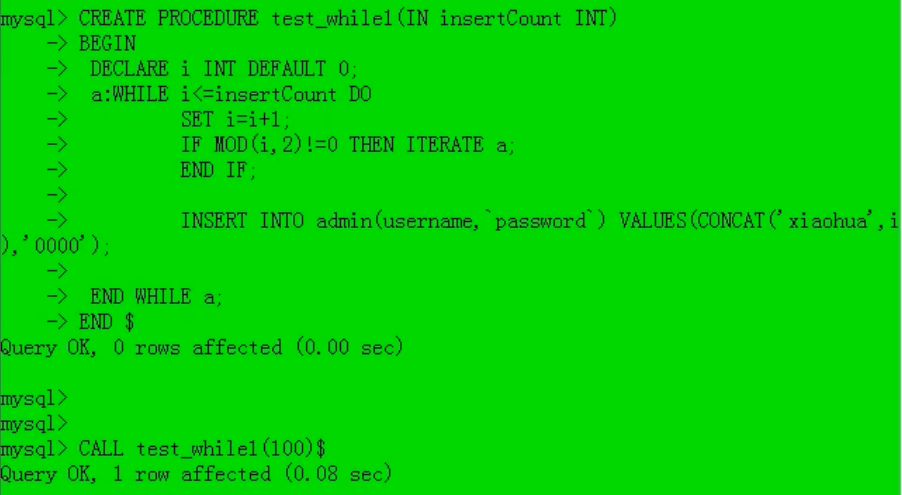 mysql> CREATE PROCEDURE test_while1(IN insertCount INT)
-> BEGIN
-> DECLARE i INT DEFAULT 0;
-> a:WHILE i<=insertCount DO
-> SET i=i+1;
-> IF MOD(i,2)!=0 THEN ITERATE a;
-> END IF;
->
-> INSERT INTO admin(username,`password`) VALUES(CONCAT('xiaohua',i
),'0000');
->
-> END WHILE a;
-> END $
Query OK, 0 rows affected (0.00 sec)
mysql>
mysql>
mysql> CALL test_while1(100)$
Query OK, 1 row affected (0.08 sec)